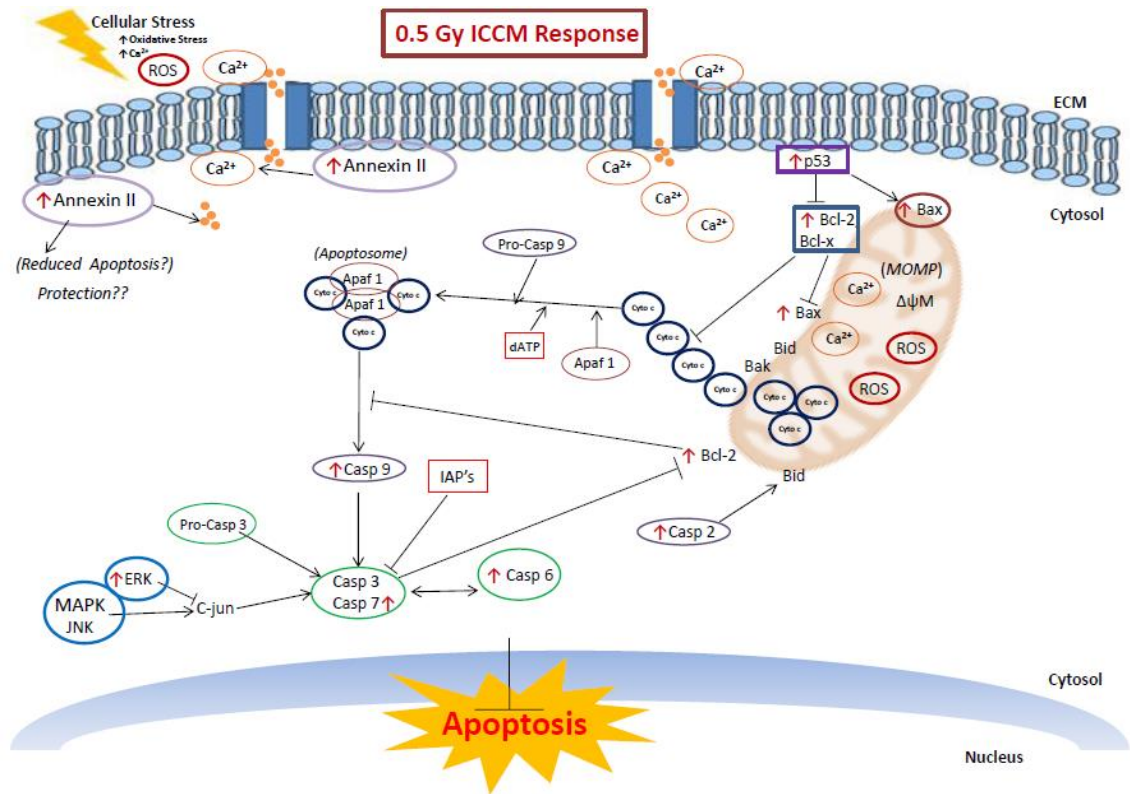 Cellular Stress
↑ Oxidative Stress
↑ Ca²⁺
ROS
Ca²⁺
0.5 Gy ICCM Response
Ca²⁺
ECM
Cytosol
Ca²⁺
↑ Annexin II
↑ Annexin II
(Reduced Apoptosis?)
Protection??
Ca²⁺
Ca²⁺
Ca²⁺
↑ p53
↑ Bcl-2
Bcl-x
↑ Bax
(MOMP)
Ca²⁺
ΔψM
↑ Bax
Ca²⁺
Bid
ROS
Bak
ROS
Pro-Casp 9
(Apoptosome)
Apaf 1
Cyto c
Cyto c
Apaf 1
Cyto c
dATP
Apaf 1
Cyto c
Cyto c
Cyto c
Cyto c
Cyto c
Cyto c
Cyto c
↑ Bcl-2
Bid
↑ Casp 9
IAP's
↑ Casp 2
Pro-Casp 3
↑ ERK
MAPK
JNK
C-jun
Casp 3
Casp 7 ↑
↑ Casp 6
Cytosol
Apoptosis
Nucleus